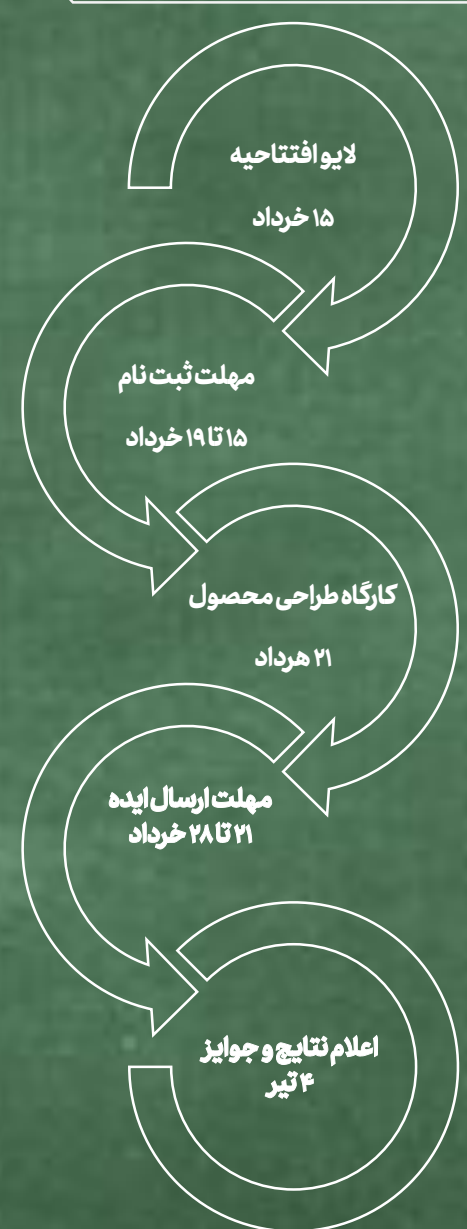 لایو افتتاحیه
۱۵ خرداد
مهلت ثبت نام
۱۵ تا ۱۹ خرداد
کارگاه طراحی محصول
۲۱ هرداد
مهلت ارسال ایده
۲۱ تا ۲۸ خرداد
اعلام نتایج و جوایز
۴ تیر